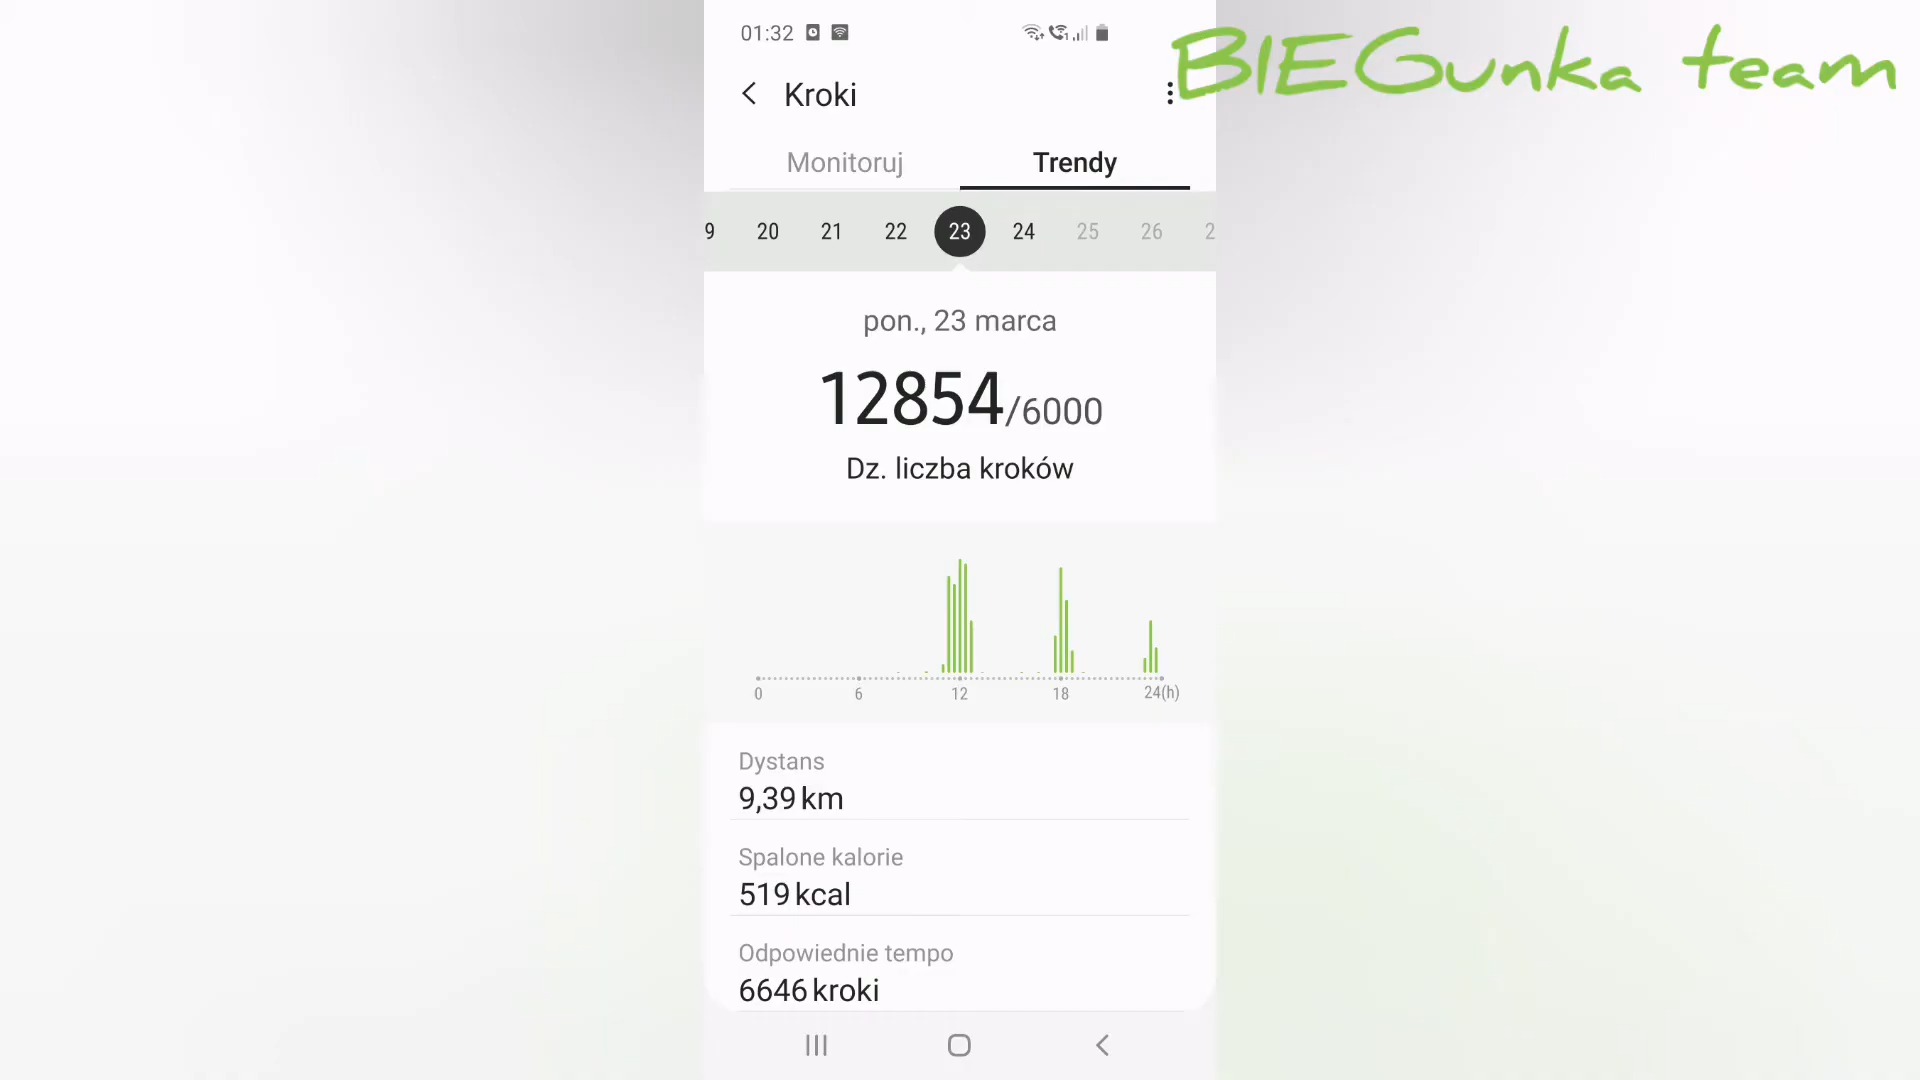 01:32
BIEGunka team
Kroki
Monitoruj Trendy
9 20 21 22 23 24 25 26 2
pon., 23 marca
12854/6000
Dz. liczba kroków
0 6 12 18 24(h)
Dystans
9,39 km
Spalone kalorie
519 kcal
Odpowiednie tempo
6646 kroki